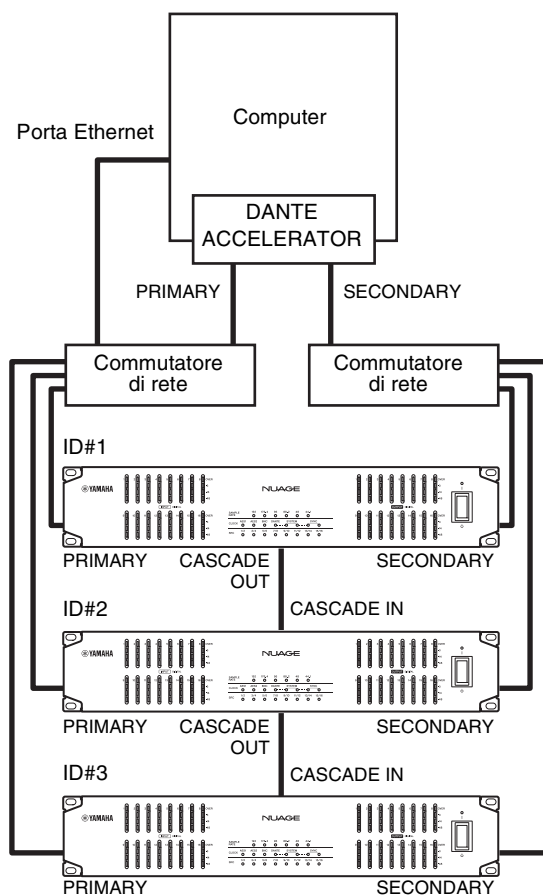 Computer
Porta Ethernet
DANTE
ACCELERATOR
PRIMARY
SECONDARY
Commutatore
di rete
Commutatore
di rete
ID#1
YAMAHA
NUAGE
PRIMARY
CASCADE
OUT
SECONDARY
ID#2
CASCADE IN
YAMAHA
NUAGE
PRIMARY
CASCADE
OUT
SECONDARY
ID#3
CASCADE IN
YAMAHA
NUAGE
PRIMARY
SECONDARY